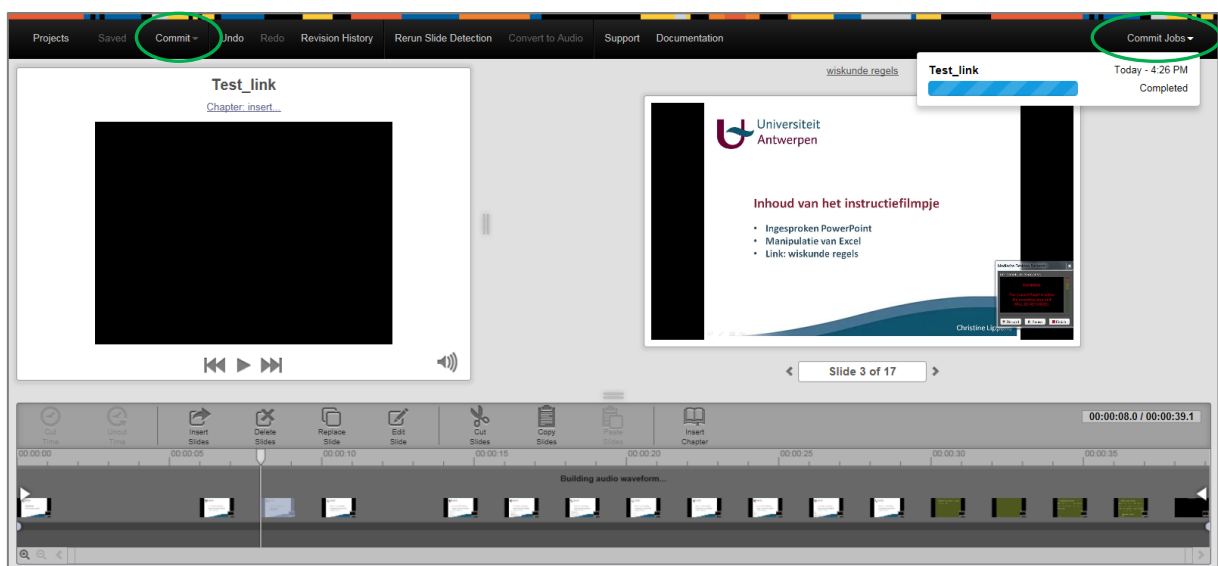 Projects Saved Commit Undo Redo Revision History Rerun Slide Detection Convert to Audio Support Documentation Commit Jobs
Test_link Today - 4:26 PM
Completed
Test_link
Chapter: insert...
wiskunde regels
Universiteit
Antwerpen
Inhoud van het instructiefilmpje
• Ingesproken PowerPoint
• Manipulatie van Excel
• Link: wiskunde regels
Christine
Slide 3 of 17
Cut Time
Uncut Time
Insert Slides
Delete Slides
Replace Slide
Edit Slide
Cut Slides
Copy Slides
Paste Slides
Insert Chapter
00:00:08.0 / 00:00:39.1
00:00:00 00:00:05 00:00:10 00:00:15 00:00:20 00:00:25 00:00:30 00:00:35
Building audio waveform...